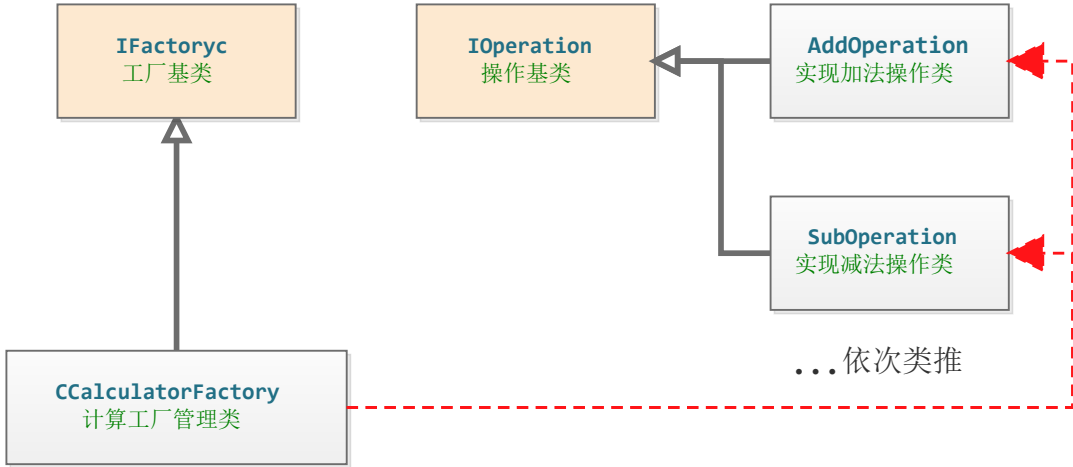 IFactoryc
工厂基类
IOperation
操作基类
AddOperation
实现加法操作类
SubOperation
实现减法操作类
...依次类推
CCalculatorFactory
计算工厂管理类